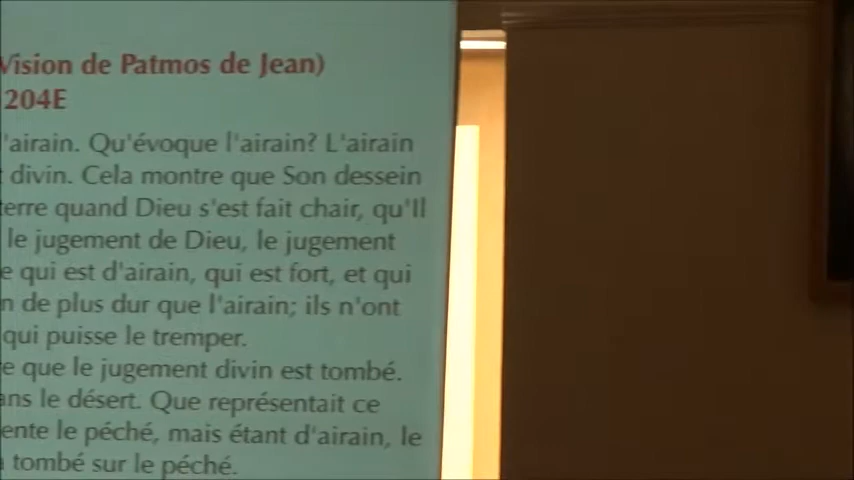 Vision de Patmos de Jean)
204E
l'airain. Qu'évoque l'airain? L'airain
divin. Cela montre que Son dessein
terre quand Dieu s'est fait chair, qu'Il
le jugement de Dieu, le jugement
e qui est d'airain, qui est fort, et qui
n de plus dur que l'airain; ils n'ont
qui puisse le tremper.
e que le jugement divin est tombé.
ans le désert. Que représentait ce
ente le péché, mais étant d'airain, le
tombé sur le péché.